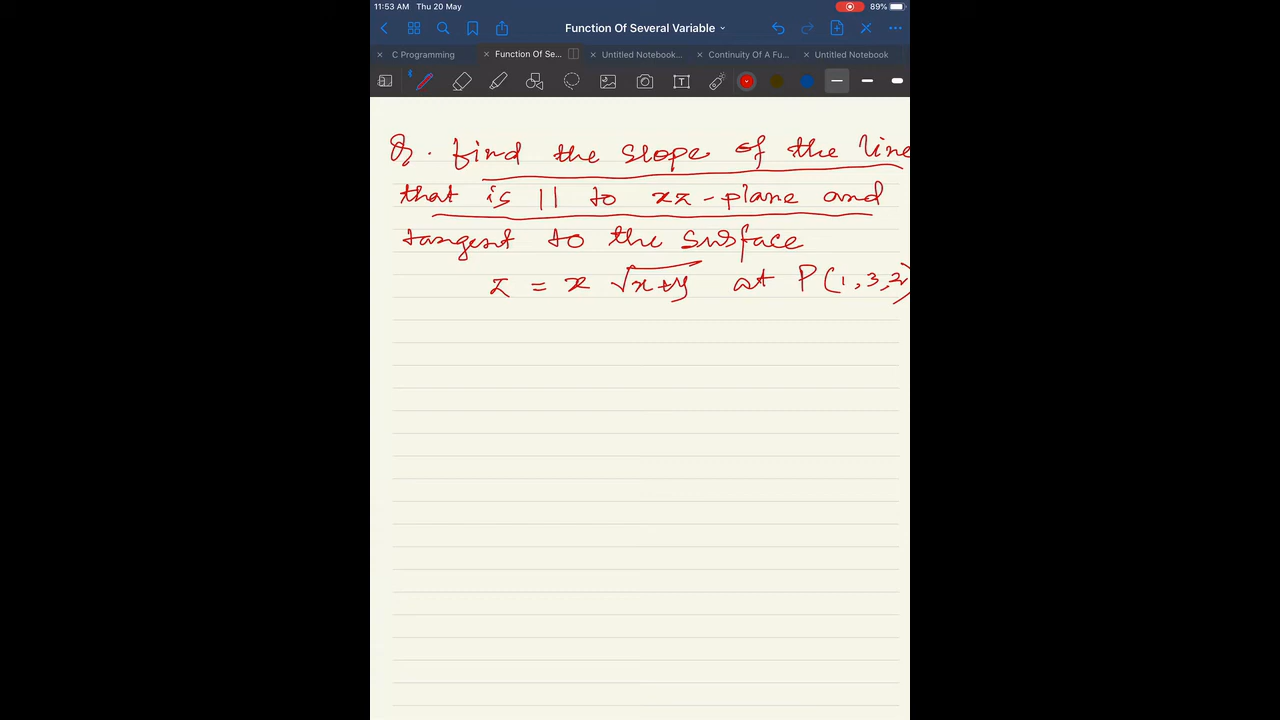 11:53 AM Thu 20 May
89%
Function Of Several Variable
C Programming
Function Of Se...
Untitled Notebook...
Continuity Of A Fu...
Untitled Notebook
T
Q. find the slope of the line
that is || to xz-plane and
tangent to the surface
z = x √x+y at P(1,3,2)